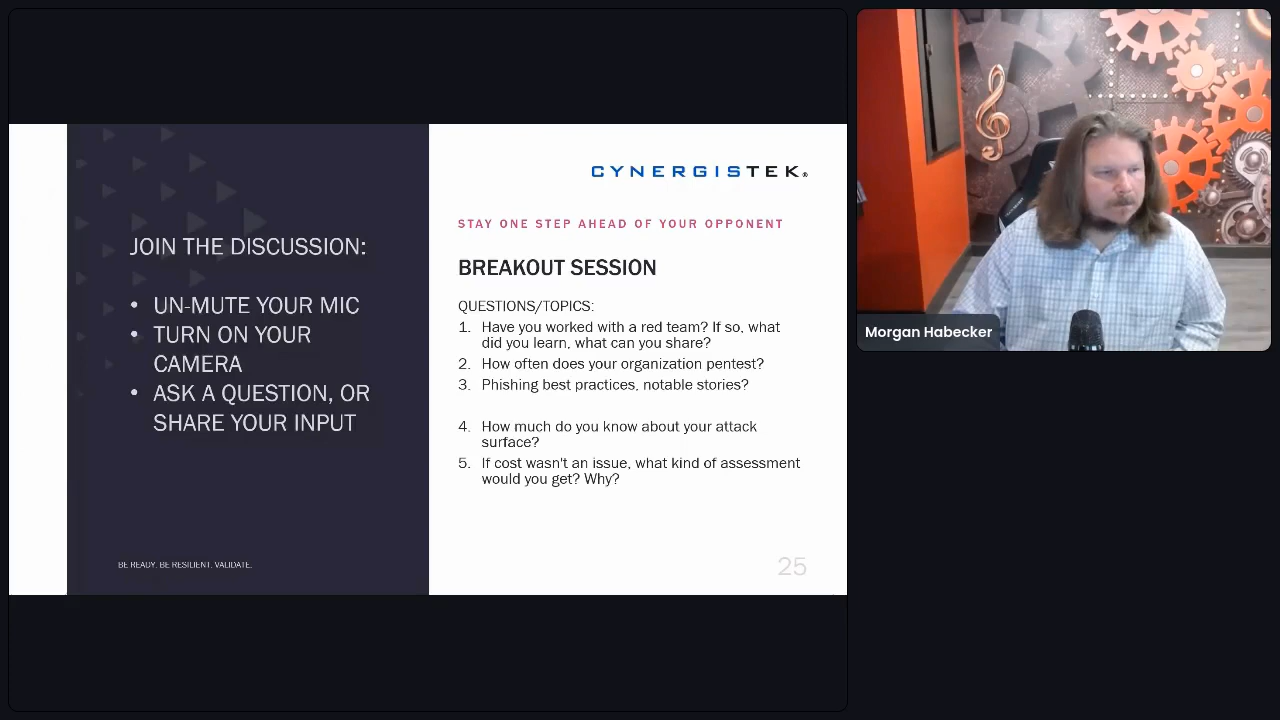 JOIN THE DISCUSSION:
• UN-MUTE YOUR MIC
• TURN ON YOUR
CAMERA
• ASK A QUESTION, OR
SHARE YOUR INPUT
BE READY. BE RESILIENT. VALIDATE.
CYNERGISTEK®
STAY ONE STEP AHEAD OF YOUR OPPONENT
BREAKOUT SESSION
QUESTIONS/TOPICS:
1. Have you worked with a red team? If so, what
did you learn, what can you share?
2. How often does your organization pentest?
3. Phishing best practices, notable stories?
4. How much do you know about your attack
surface?
5. If cost wasn't an issue, what kind of assessment
would you get? Why?
25
Morgan Habecker